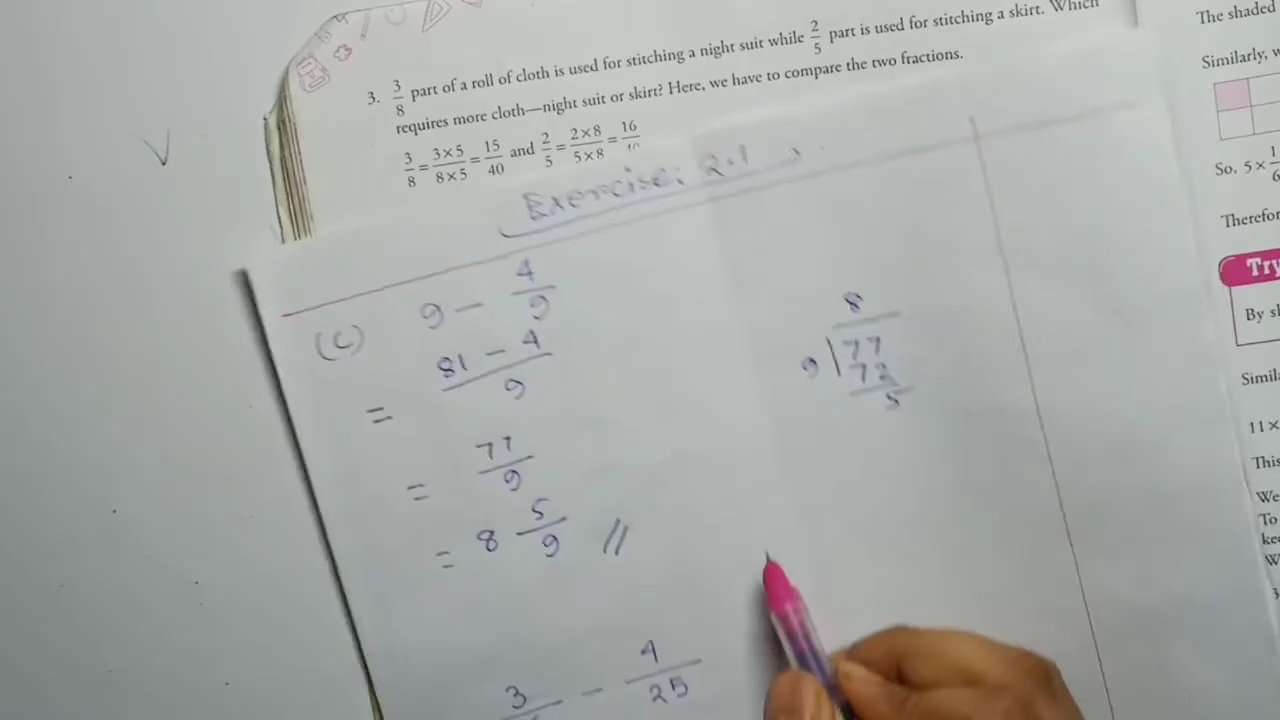 3. 3/8 part of a roll of cloth is used for stitching a night suit while 2/5 part is used for stitching a skirt. Which
requires more cloth—night suit or skirt? Here, we have to compare the two fractions.
3/8 = 3×5/8×5 = 15/40 and 2/5 = 2×8/5×8 = 16/
Exercise: 2.1
(C) 9 - 4/9
= 81 - 4/9
= 77/9
= 8 5/9 //
3/ - 4/25
8
9 77
72
5
The shaded
Similarly,
So, 5× 1/6
Try
By
11×
This
We
To